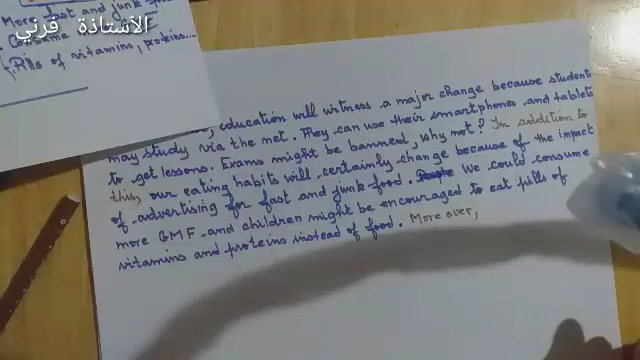 الأستاذة فرني
More fast and junk food
Consume
Pills of vitamins, proteins...
, education will witness a major change because students
may study via the net. They can use their smartphones and tablets
to get lessons. Exams might be banned, why not? In addition to
this, our eating habits will certainly change because of the impact
of advertising for fast and junk food. We could consume
more GMF and children might be encouraged to eat pills of
vitamins and proteins instead of food. More over,